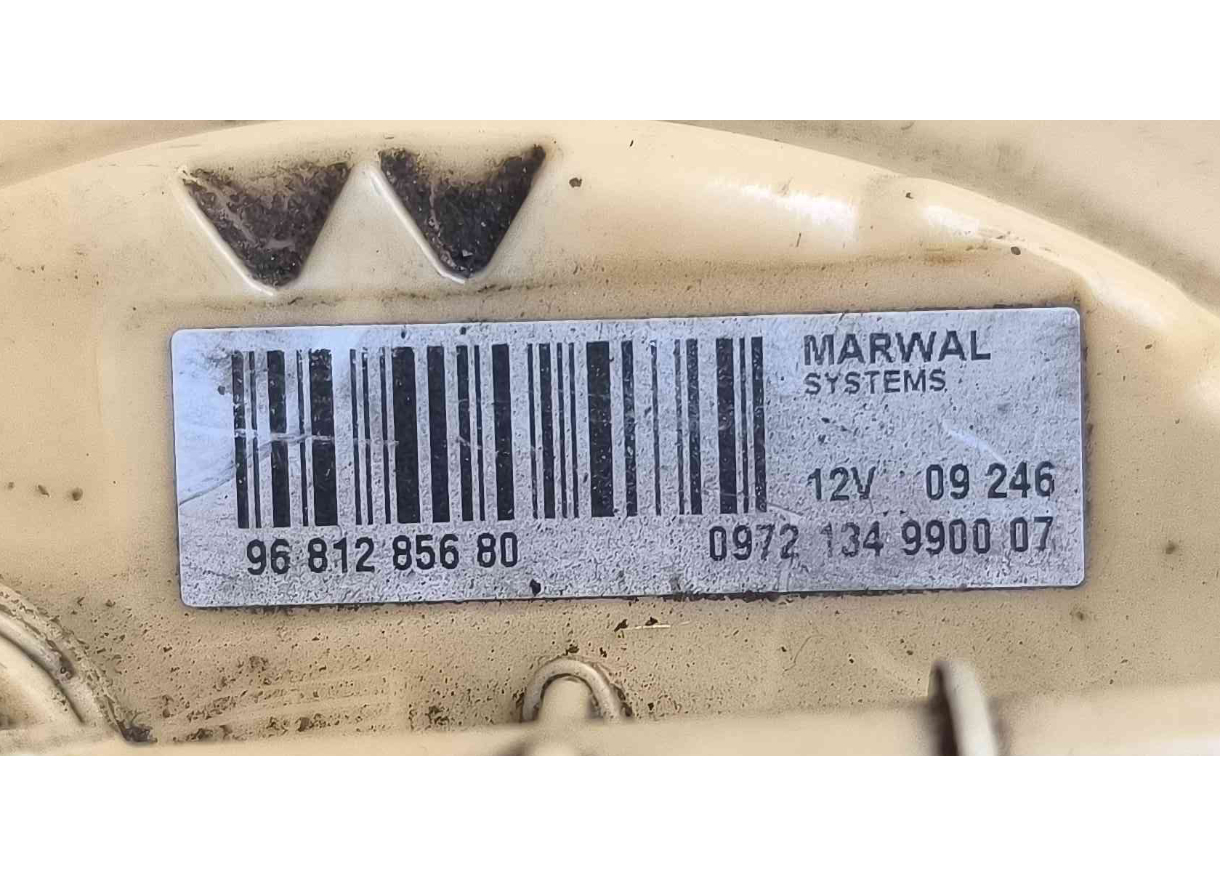 MARWAL
SYSTEMS
12V 09 246
96 812 856 80
0972 134 9900 07